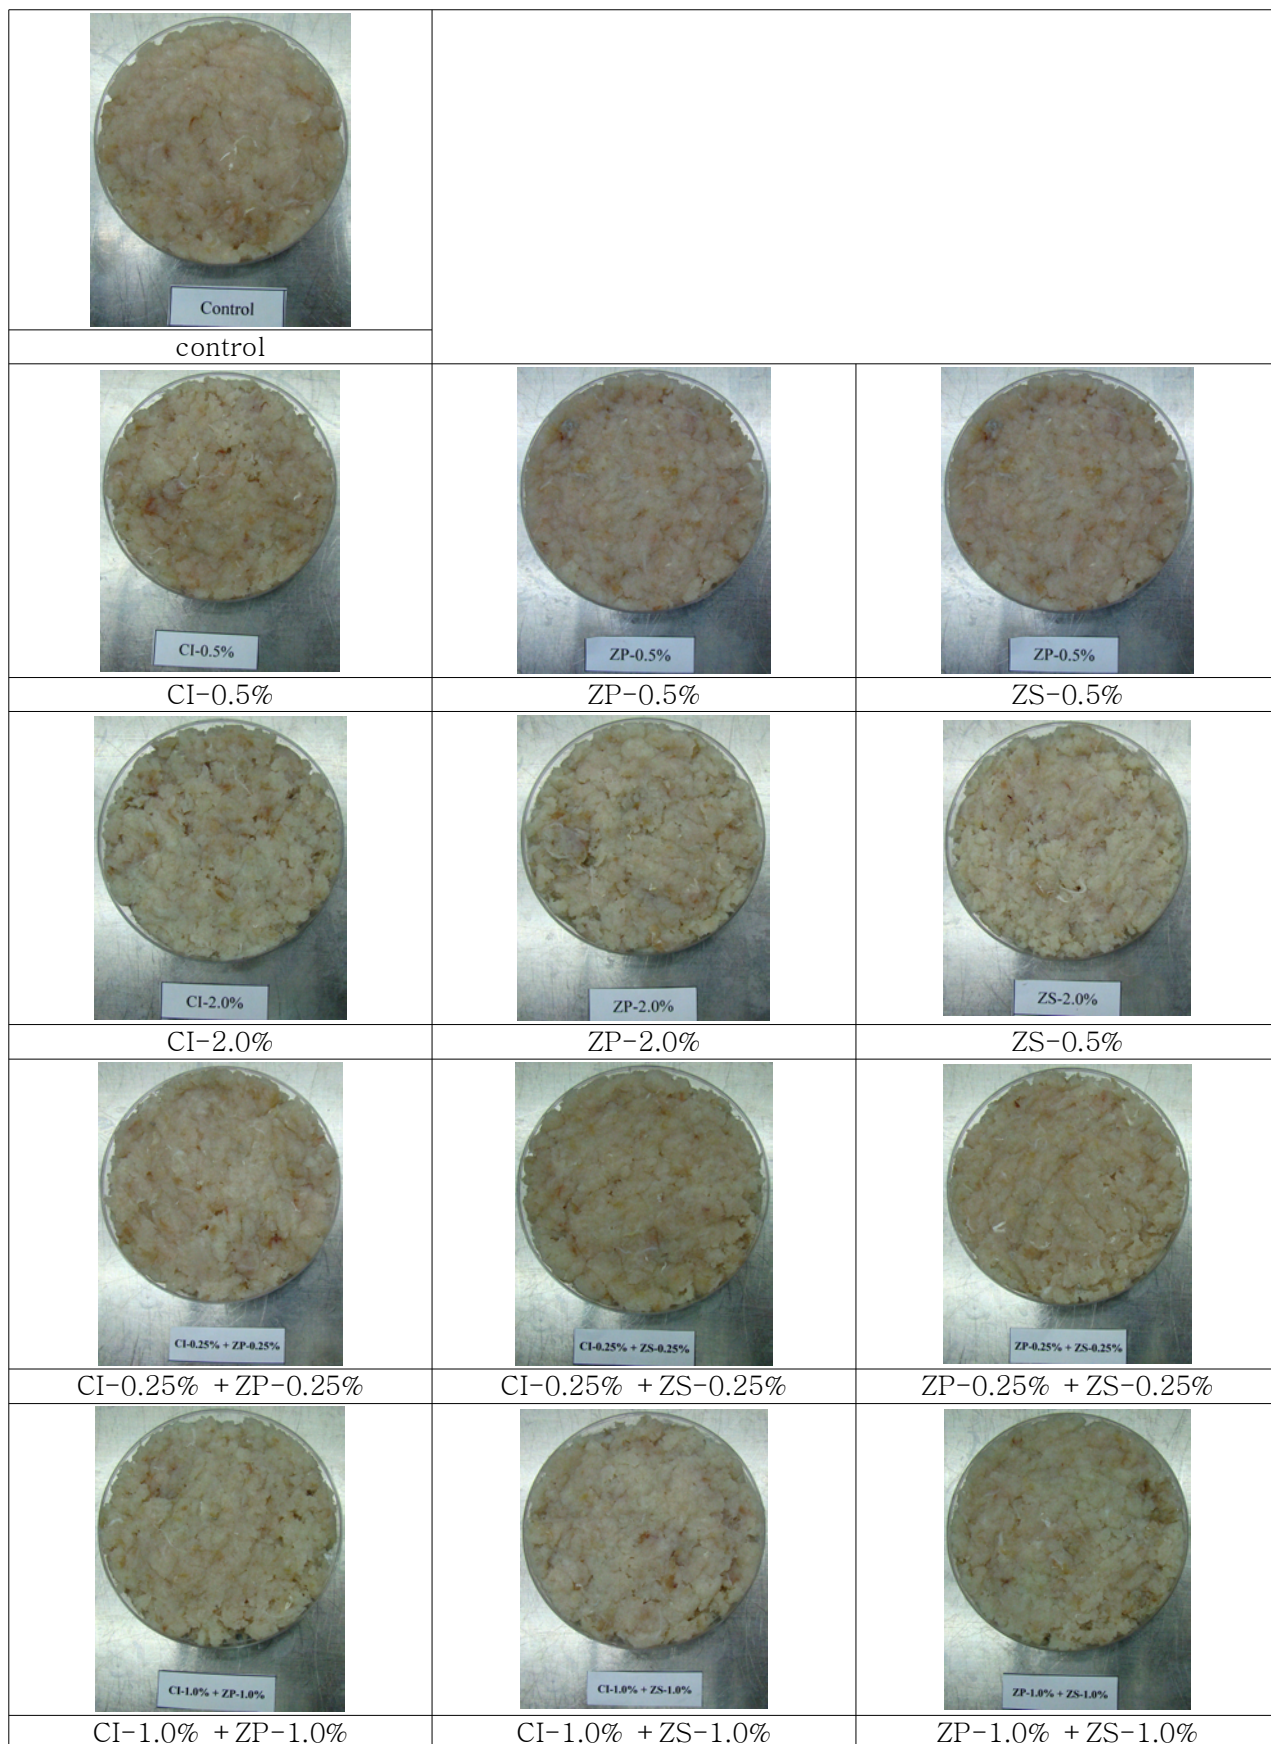 Control
control
CI-0.5%
ZP-0.5%
ZP-0.5%
CI-0.5%
ZP-0.5%
ZS-0.5%
CI-2.0%
ZP-2.0%
ZS-2.0%
CI-2.0%
ZP-2.0%
ZS-0.5%
CI-0.25% + ZP-0.25%
CI-0.25% + ZS-0.25%
ZP-0.25% + ZS-0.25%
CI-0.25% + ZP-0.25%
CI-0.25% + ZS-0.25%
ZP-0.25% + ZS-0.25%
CI-1.0% + ZP-1.0%
CI-1.0% + ZS-1.0%
ZP-1.0% + ZS-1.0%
CI-1.0% + ZP-1.0%
CI-1.0% + ZS-1.0%
ZP-1.0% + ZS-1.0%